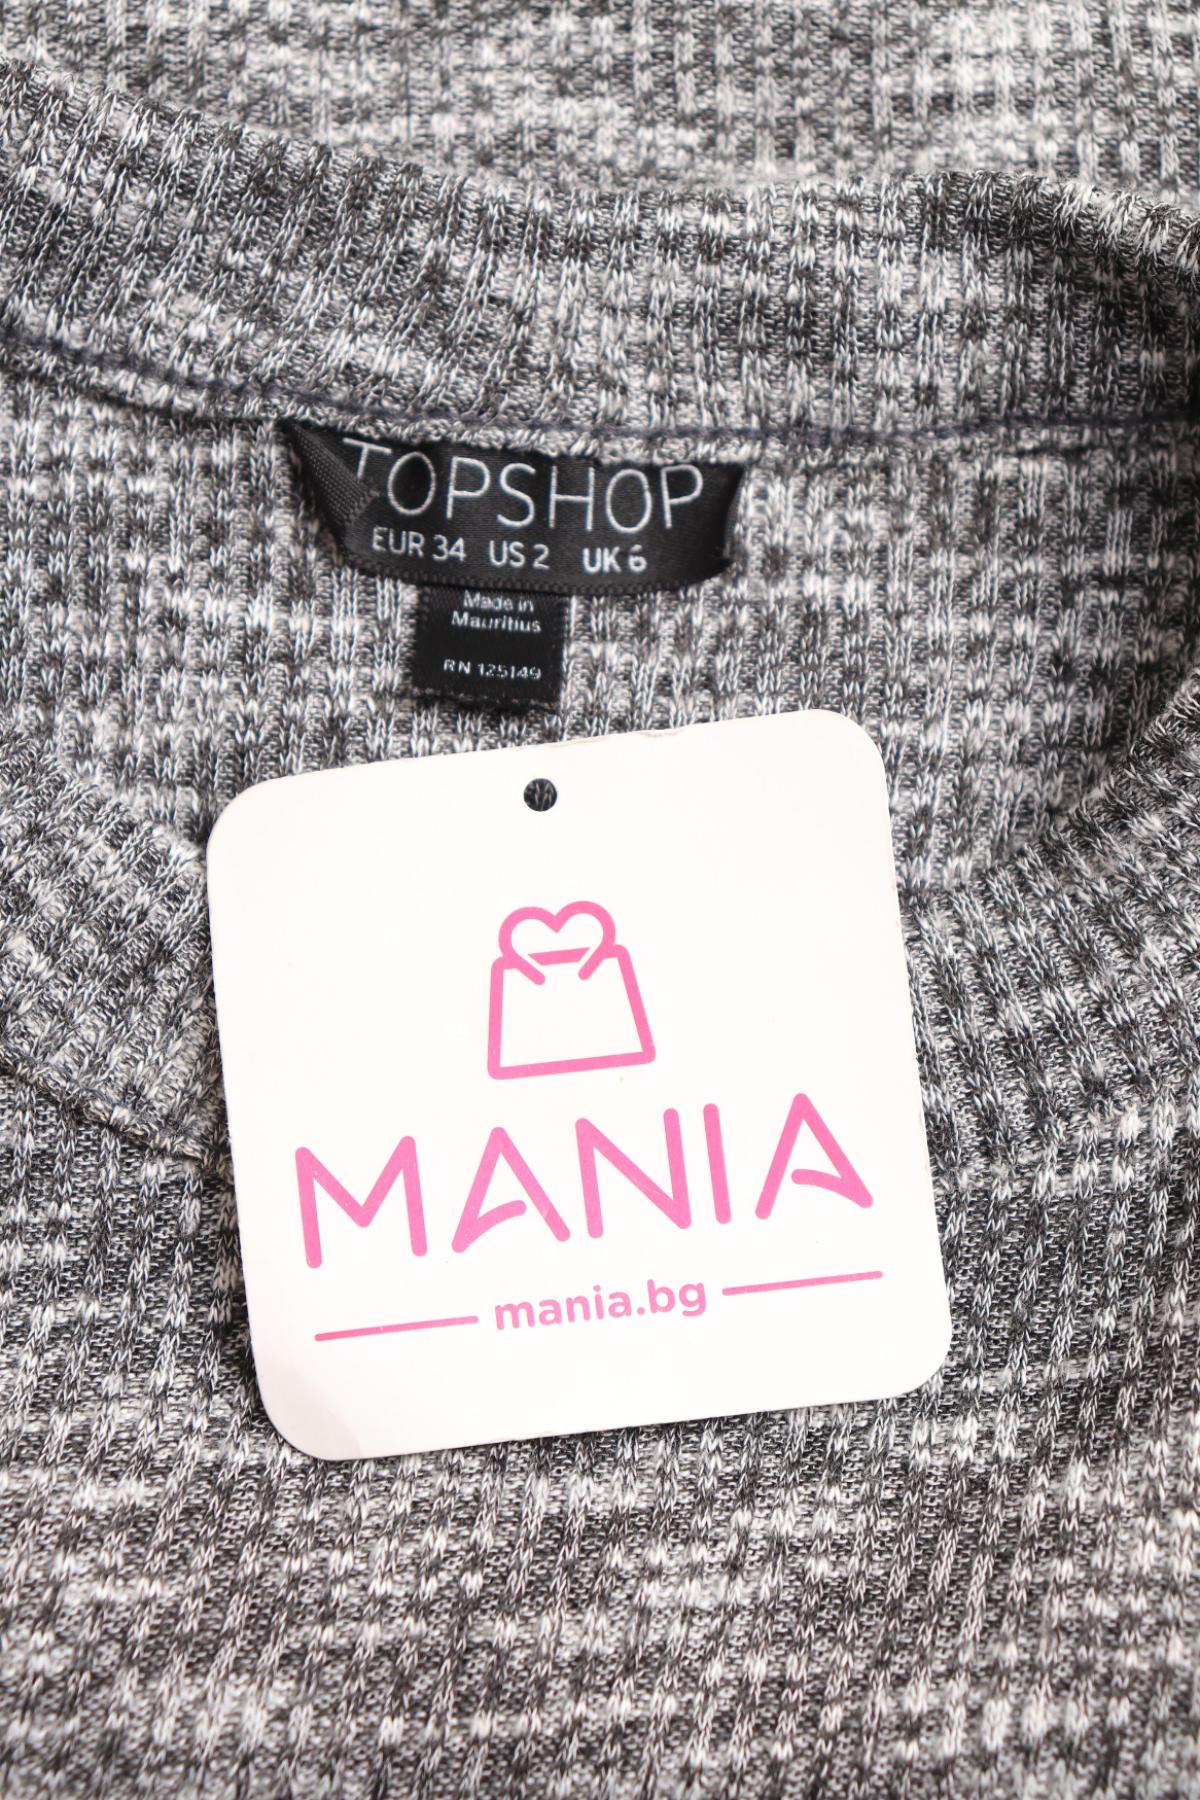 TOPSHOP
EUR 34 US 2 UK 6
Made in
Mauritius
RN 125149
MANIA
mania.bg